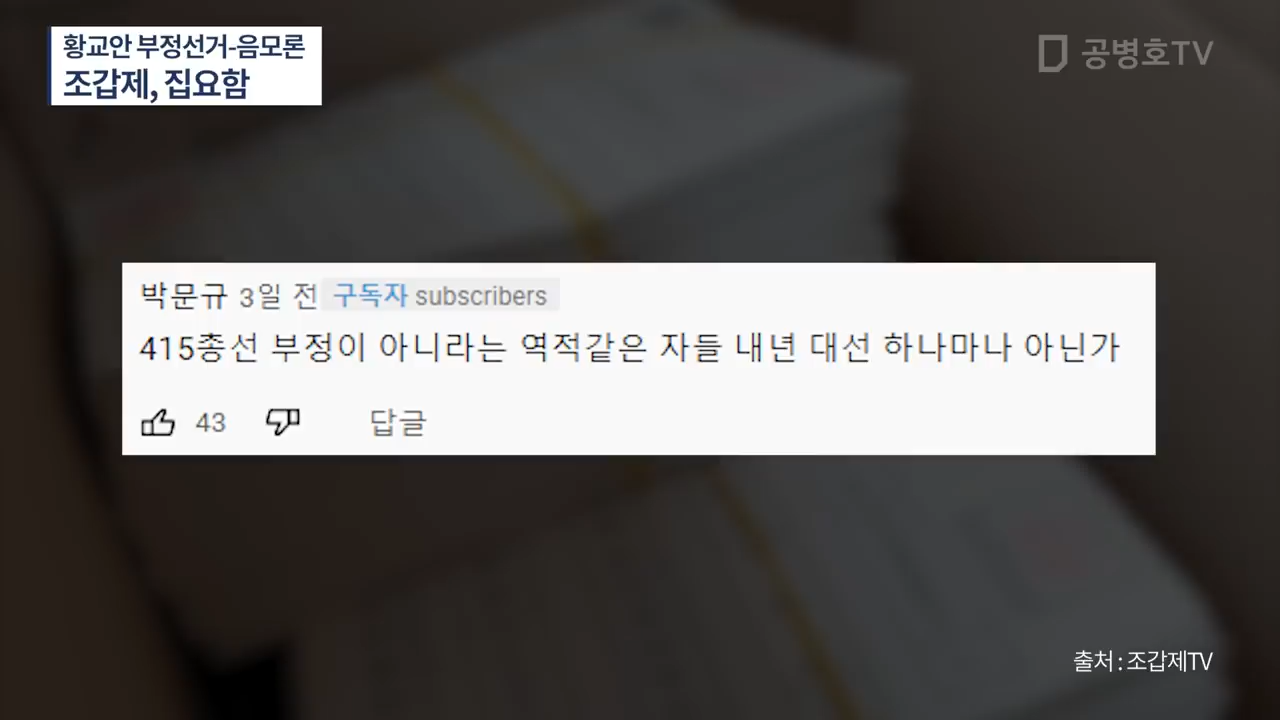 황교안 부정선거-음모론
조갑제, 집요함
공병호TV
박문규 3일 전 구독자 subscribers
415총선 부정이 아니라는 역적같은 자들 내년 대선 하나마나 아닌가
43 답글
출처 : 조갑제TV